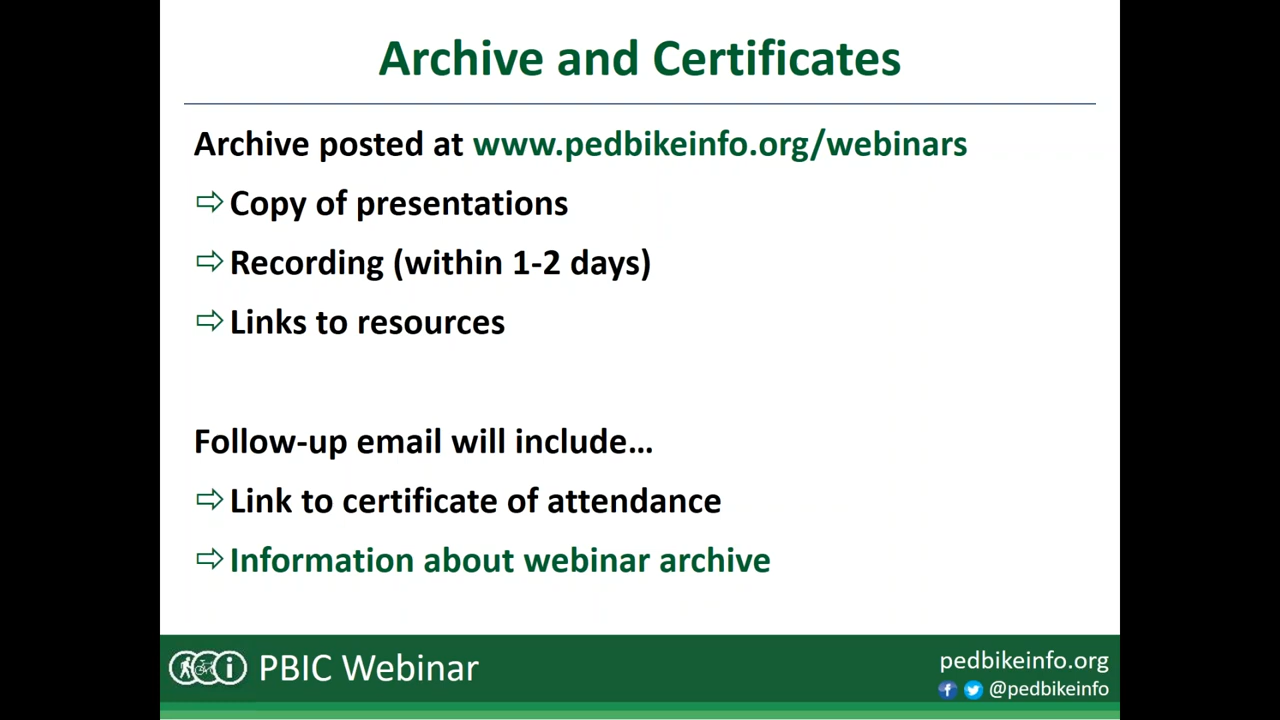 Archive and Certificates
Archive posted at www.pedbikeinfo.org/webinars
⇨ Copy of presentations
⇨ Recording (within 1-2 days)
⇨ Links to resources
Follow-up email will include...
⇨ Link to certificate of attendance
⇨ Information about webinar archive
i PBIC Webinar
pedbikeinfo.org
f @pedbikeinfo